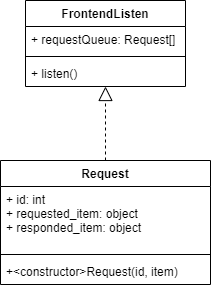 FrontendListen
+ requestQueue: Request[]
+ listen()
Request
+ id: int
+ requested_item: object
+ responded_item: object
+<constructor>Request(id, item)